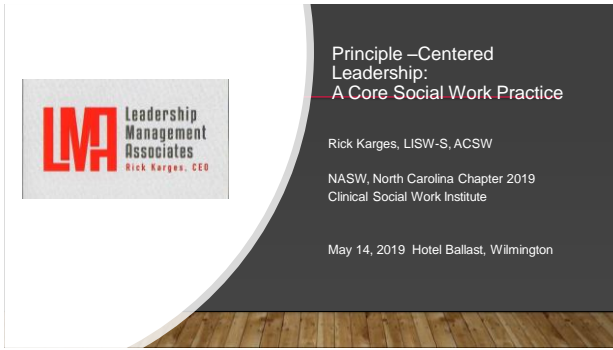 LMA
Leadership
Management
Associates
Rick Karges, CEO
Principle –Centered
Leadership:
A Core Social Work Practice
Rick Karges, LISW-S, ACSW
NASW, North Carolina Chapter 2019
Clinical Social Work Institute
May 14, 2019 Hotel Ballast, Wilmington